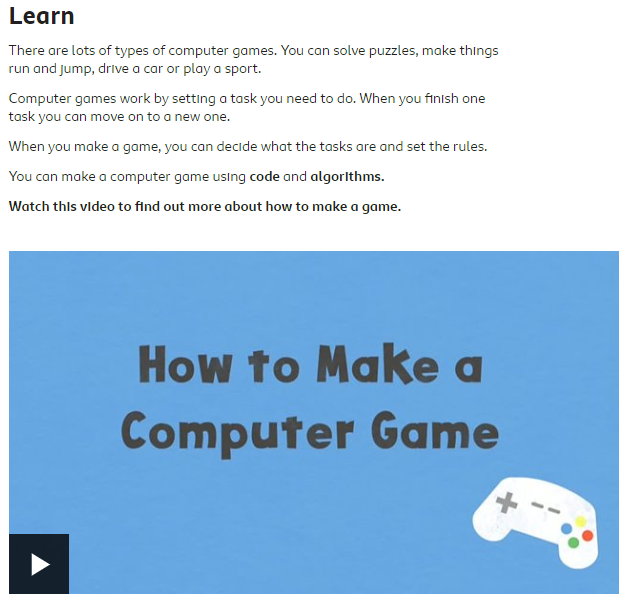 Learn
There are lots of types of computer games. You can solve puzzles, make things
run and jump, drive a car or play a sport.
Computer games work by setting a task you need to do. When you finish one
task you can move on to a new one.
When you make a game, you can decide what the tasks are and set the rules.
You can make a computer game using code and algorithms.
Watch this video to find out more about how to make a game.
How to Make a
Computer Game